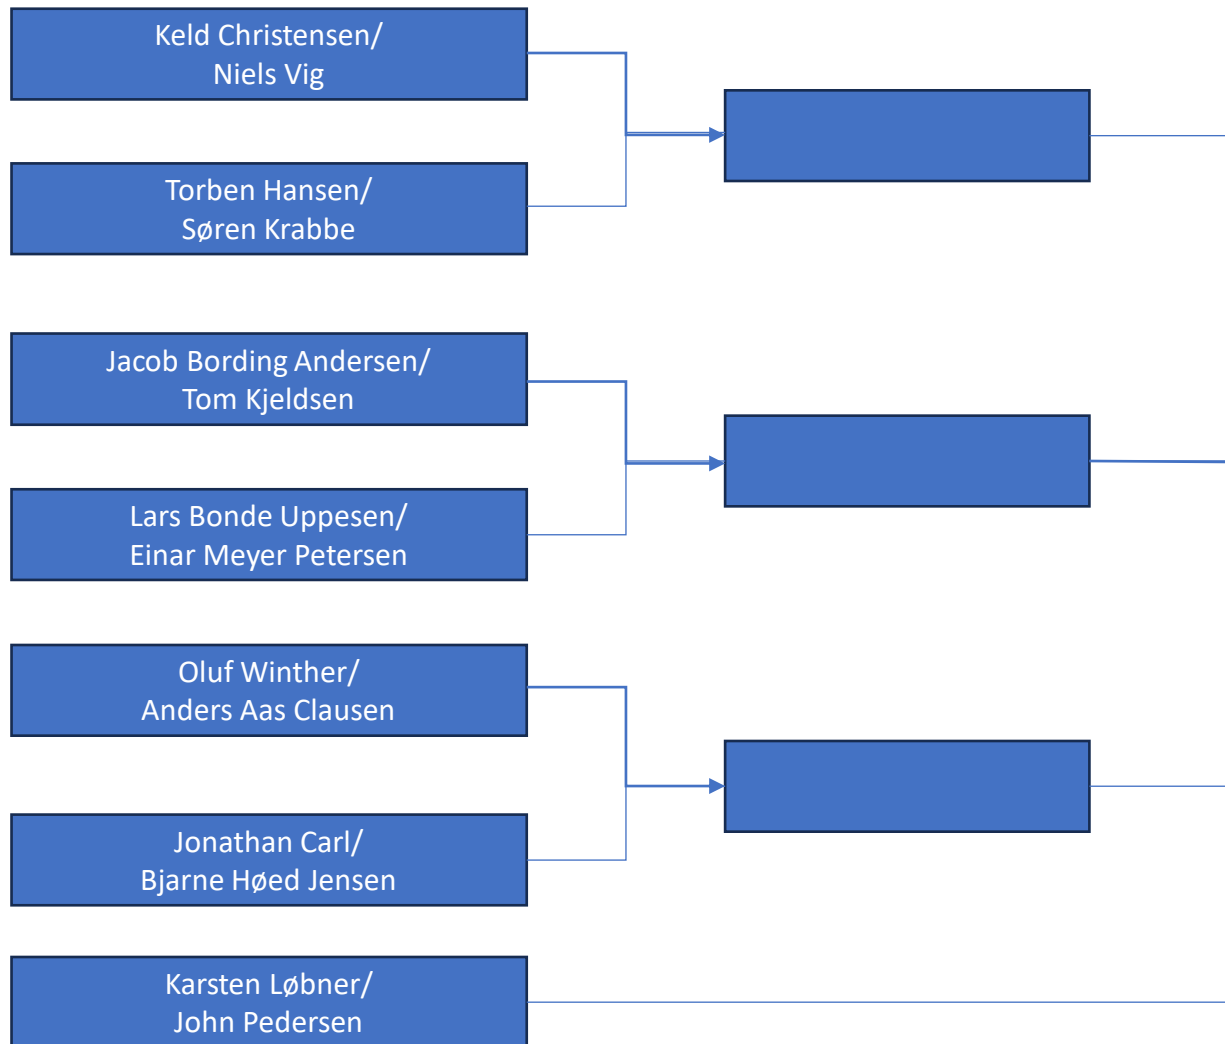 Keld Christensen/
Niels Vig
Torben Hansen/
Søren Krabbe
Jacob Bording Andersen/
Tom Kjeldsen
Lars Bonde Uppesen/
Einar Meyer Petersen
Oluf Winther/
Anders Aas Clausen
Jonathan Carl/
Bjarne Høed Jensen
Karsten Løbner/
John Pedersen